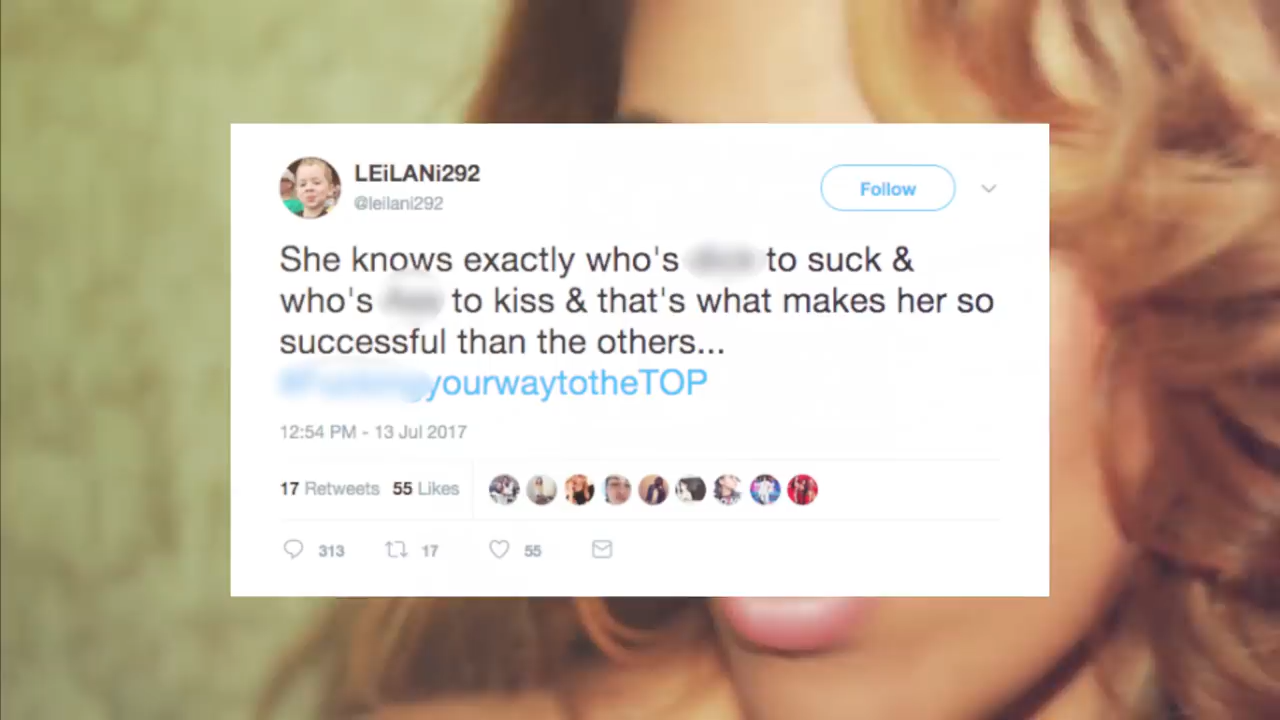 LEiLANi292
@leilani292
Follow
She knows exactly who's to suck &
who's to kiss & that's what makes her so
successful than the others...
yourwaytotheTOP
12:54 PM - 13 Jul 2017
17 Retweets 55 Likes
313 17 55